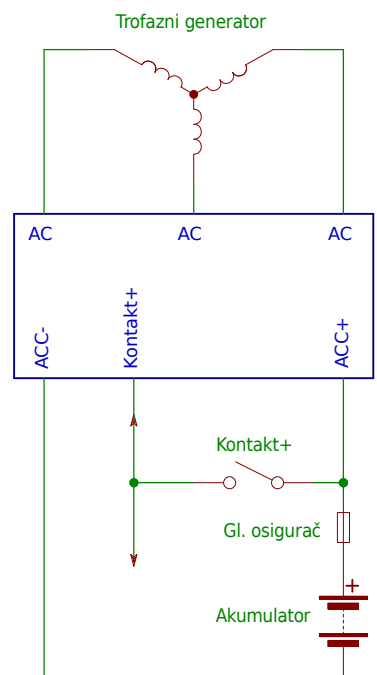 Trofazni generator
AC AC AC
ACC-
Kontakt+
ACC+
Kontakt+
Gl. osigurač
+
Akumulator